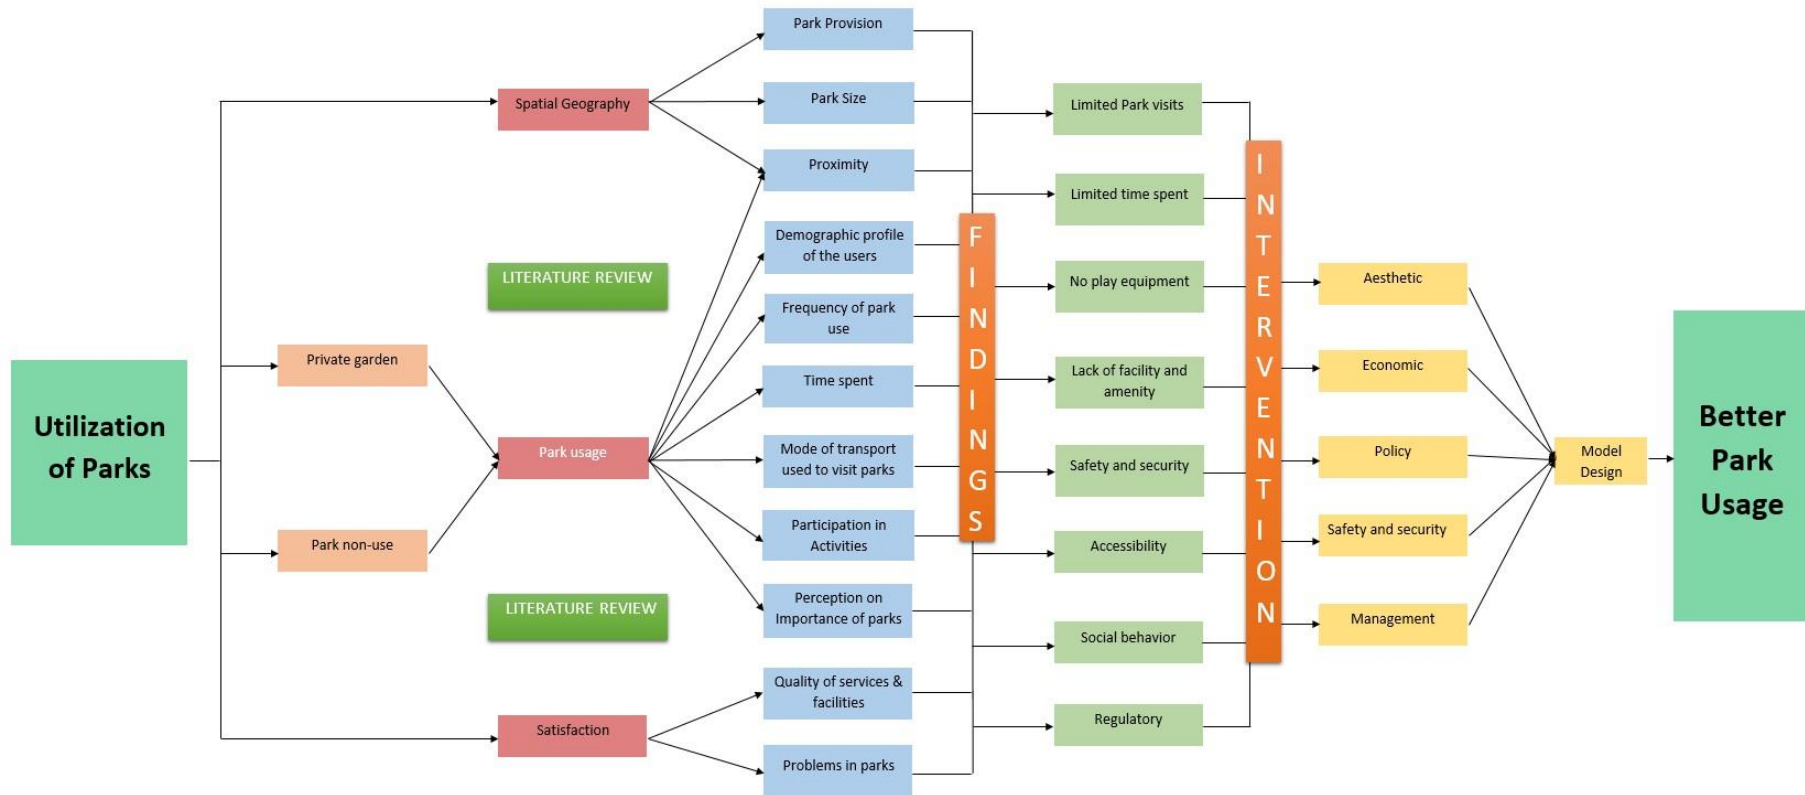 Utilization
of Parks
Private garden
Park non-use
Spatial Geography
LITERATURE REVIEW
Park usage
LITERATURE REVIEW
Satisfaction
Park Provision
Park Size
Proximity
Demographic profile
of the users
Frequency of park
use
Time spent
Mode of transport
used to visit parks
Participation in
Activities
Perception on
Importance of parks
Quality of services &
facilities
Problems in parks
FINDINGS
Limited Park visits
Limited time spent
No play equipment
Lack of facility and
amenity
Safety and security
Accessibility
Social behavior
Regulatory
INTERVENTION
Aesthetic
Economic
Policy
Safety and security
Management
Model
Design
Better
Park
Usage